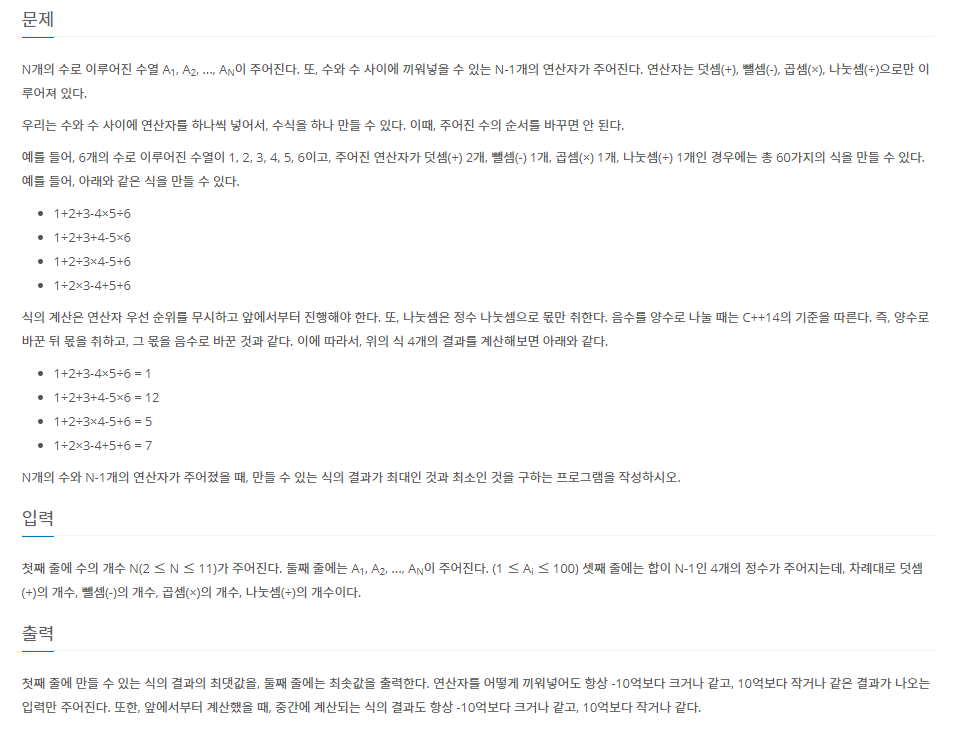 문제
N개의 수로 이루어진 수열 A1, A2, ..., AN이 주어진다. 또, 수와 수 사이에 끼워넣을 수 있는 N-1개의 연산자가 주어진다. 연산자는 덧셈(+), 뺄셈(-), 곱셈(×), 나눗셈(÷)으로만 이
루어져 있다.
우리는 수와 수 사이에 연산자를 하나씩 넣어서, 수식을 하나 만들 수 있다. 이때, 주어진 수의 순서를 바꾸면 안 된다.
예를 들어, 6개의 수로 이루어진 수열이 1, 2, 3, 4, 5, 6이고, 주어진 연산자가 덧셈(+) 2개, 뺄셈(-) 1개, 곱셈(×) 1개, 나눗셈(÷) 1개인 경우에는 총 60가지의 식을 만들 수 있다.
예를 들어, 아래와 같은 식을 만들 수 있다.
• 1+2+3-4×5÷6
• 1÷2+3+4-5×6
• 1+2÷3×4-5+6
• 1÷2×3-4+5+6
식의 계산은 연산자 우선 순위를 무시하고 앞에서부터 진행해야 한다. 또, 나눗셈은 정수 나눗셈으로 몫만 취한다. 음수를 양수로 나눌 때는 C++14의 기준을 따른다. 즉, 양수로
바꾼 뒤 몫을 취하고, 그 몫을 음수로 바꾼 것과 같다. 이에 따라서, 위의 식 4개의 결과를 계산해보면 아래와 같다.
• 1+2+3-4×5÷6 = 1
• 1÷2+3+4-5×6 = 12
• 1+2÷3×4-5+6 = 5
• 1÷2×3-4+5+6 = 7
N개의 수와 N-1개의 연산자가 주어졌을 때, 만들 수 있는 식의 결과가 최대인 것과 최소인 것을 구하는 프로그램을 작성하시오.
입력
첫째 줄에 수의 개수 N(2 ≤ N ≤ 11)가 주어진다. 둘째 줄에는 A1, A2, ..., AN이 주어진다. (1 ≤ Ai ≤ 100) 셋째 줄에는 합이 N-1인 4개의 정수가 주어지는데, 차례대로 덧셈
(+)의 개수, 뺄셈(-)의 개수, 곱셈(×)의 개수, 나눗셈(÷)의 개수이다.
출력
첫째 줄에 만들 수 있는 식의 결과의 최댓값을, 둘째 줄에는 최솟값을 출력한다. 연산자를 어떻게 끼워넣어도 항상 -10억보다 크거나 같고, 10억보다 작거나 같은 결과가 나오는
입력만 주어진다. 또한, 앞에서부터 계산했을 때, 중간에 계산되는 식의 결과도 항상 -10억보다 크거나 같고, 10억보다 작거나 같다.